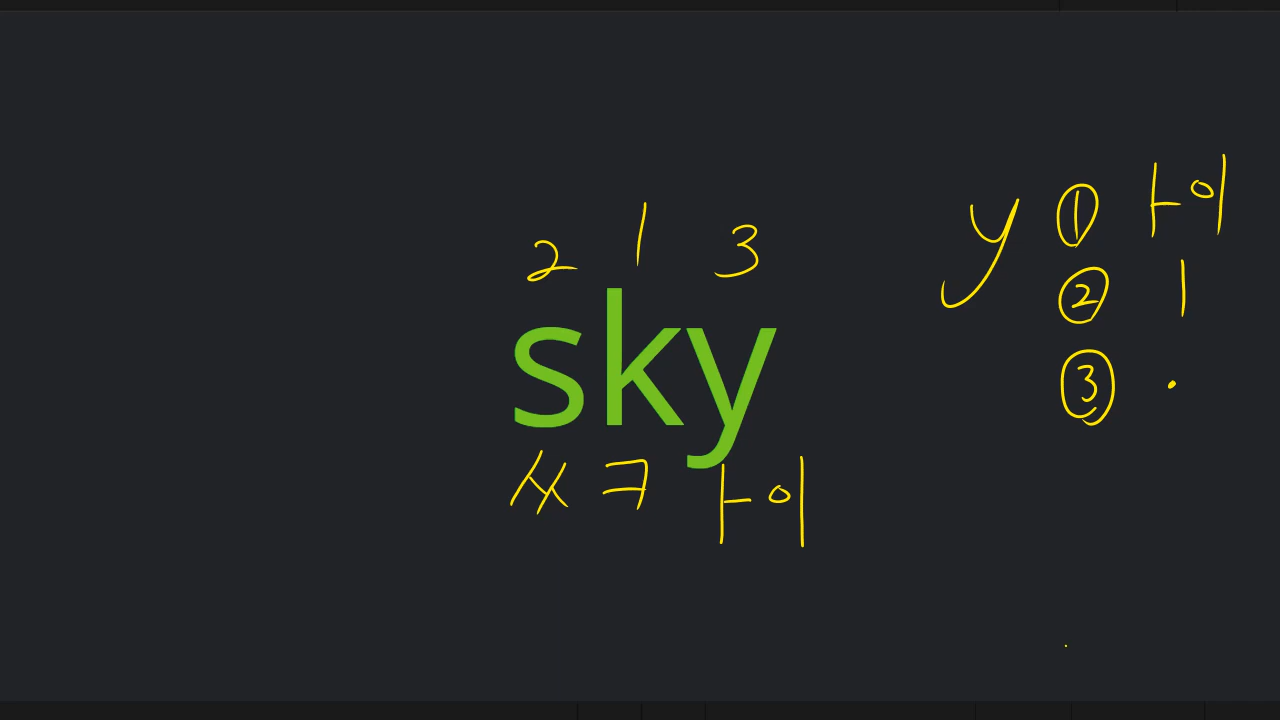 2 1 3
sky
ㅆ ㅋ ㅏ이
y ① ㅏ이
② ㅣ
③ ·